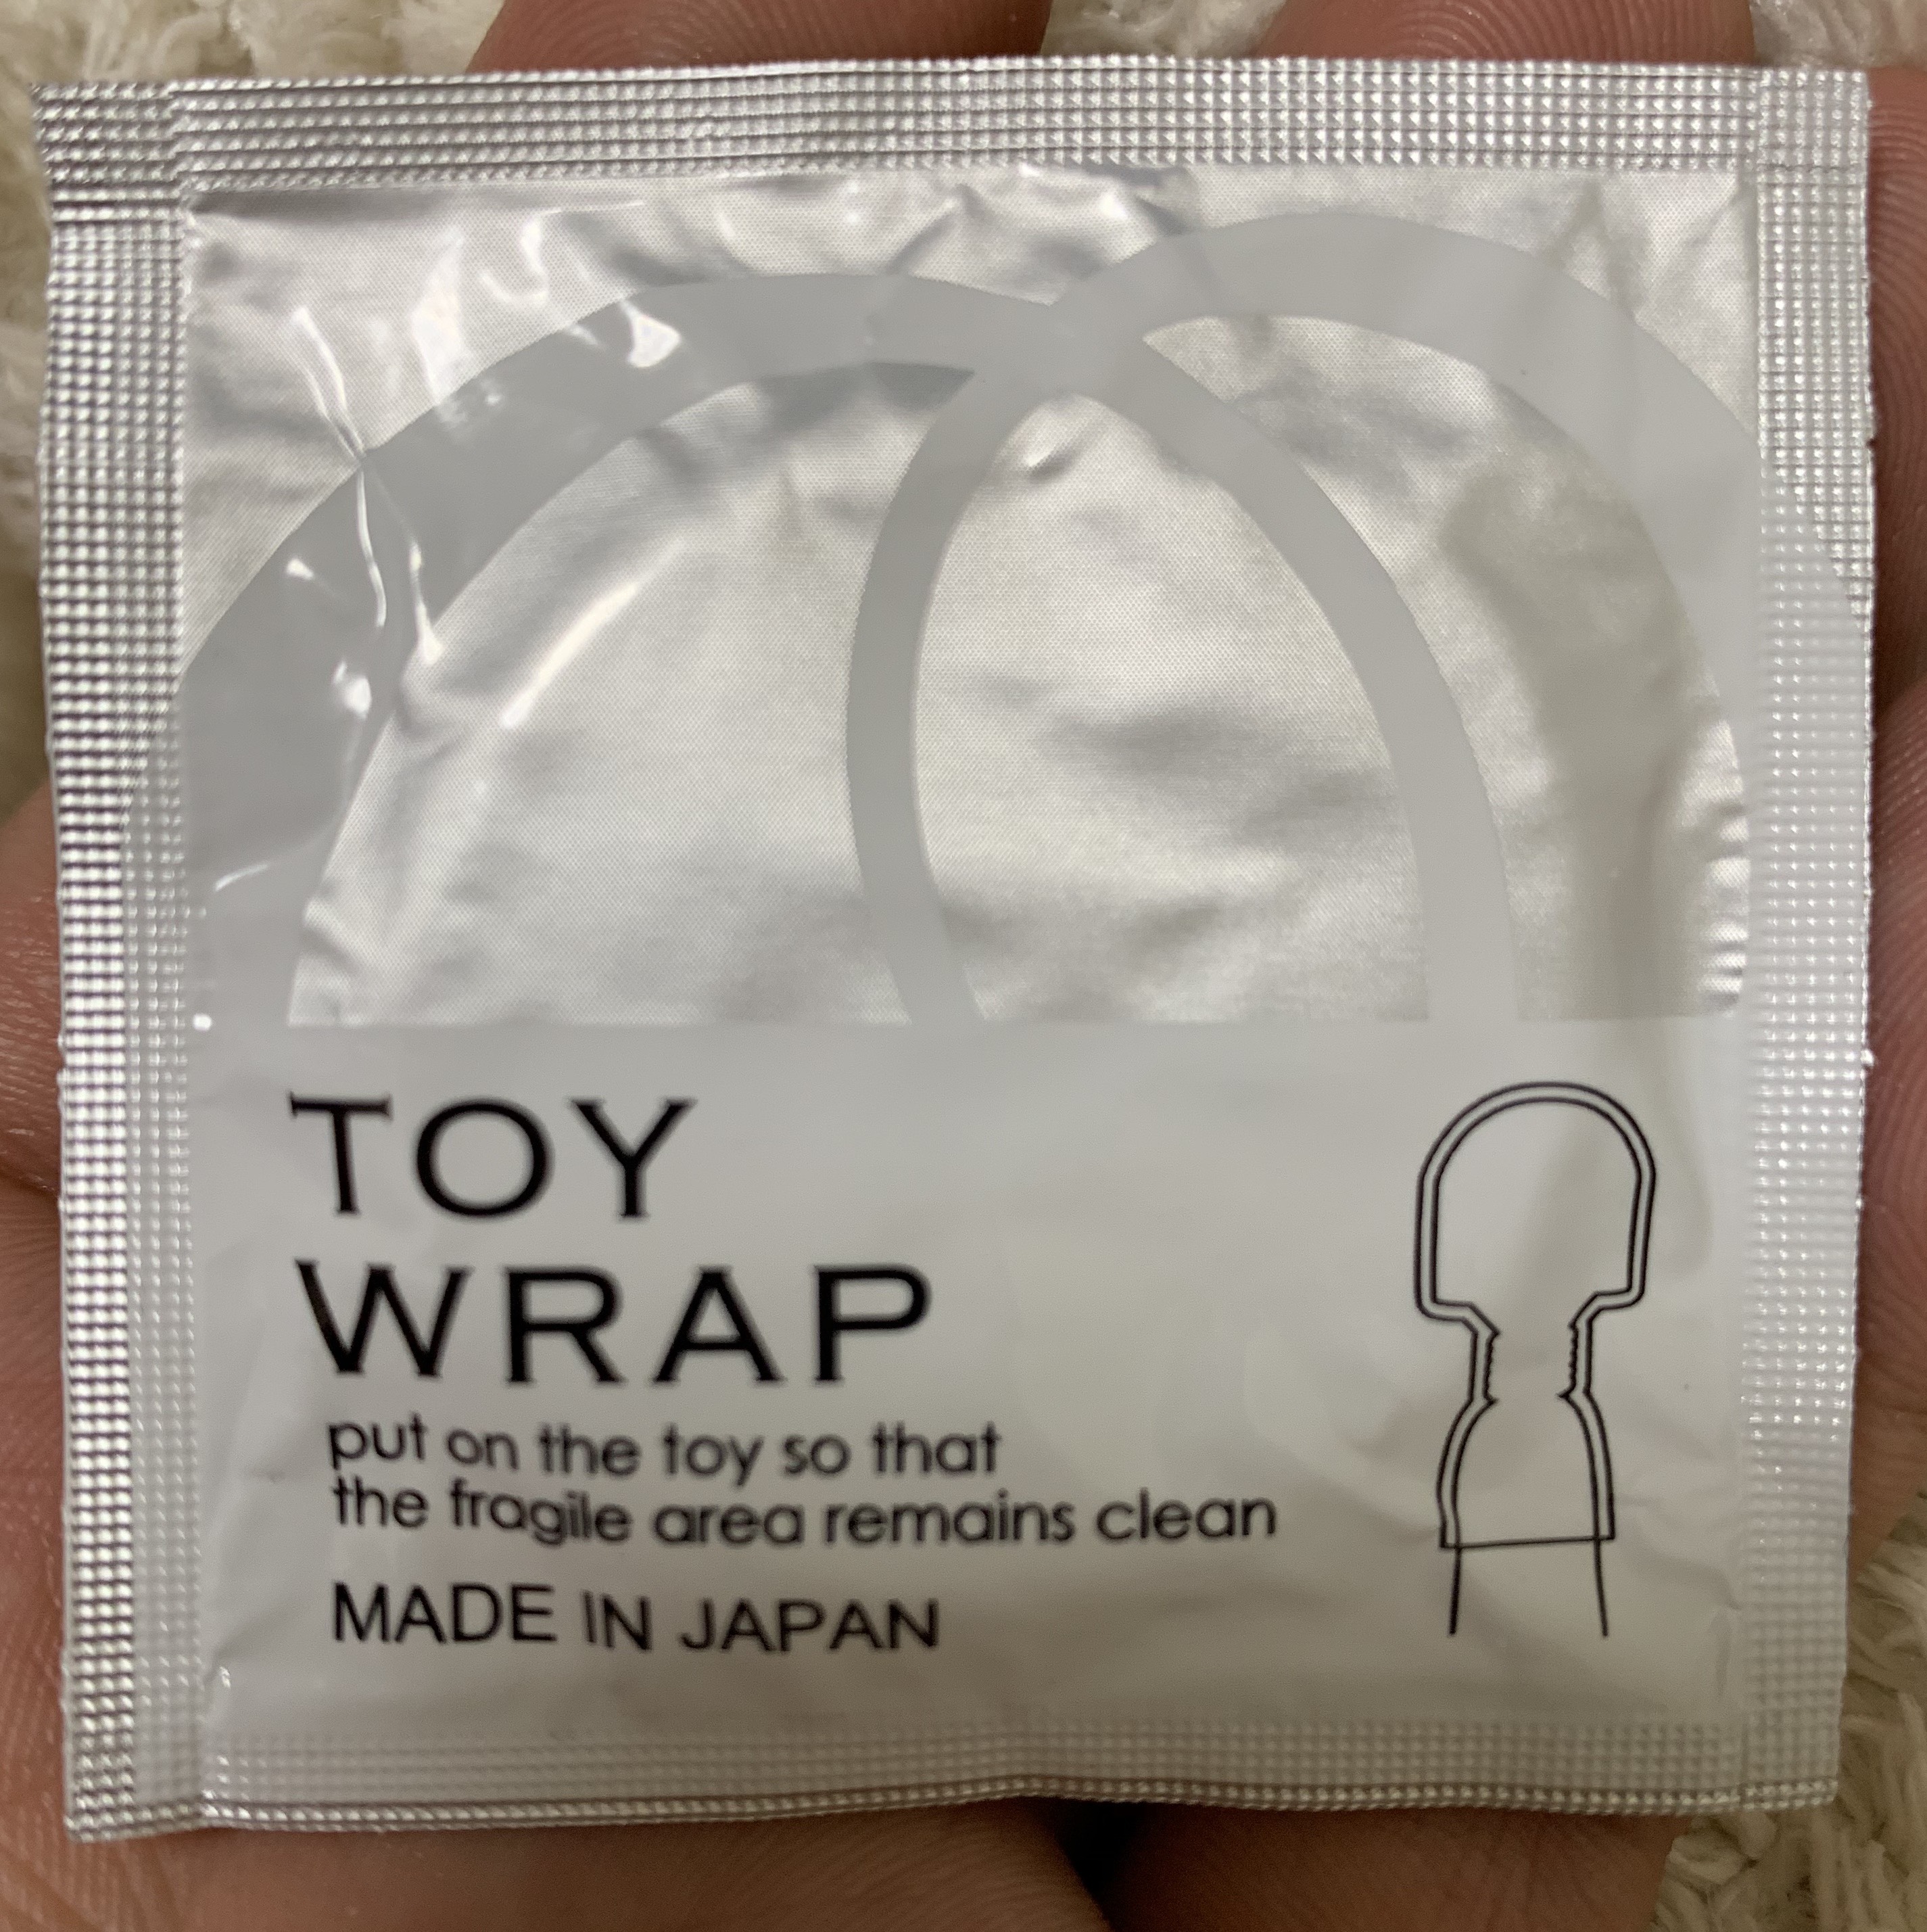 TOY
WRAP
put on the toy so that
the fragile area remains clean
MADE IN JAPAN